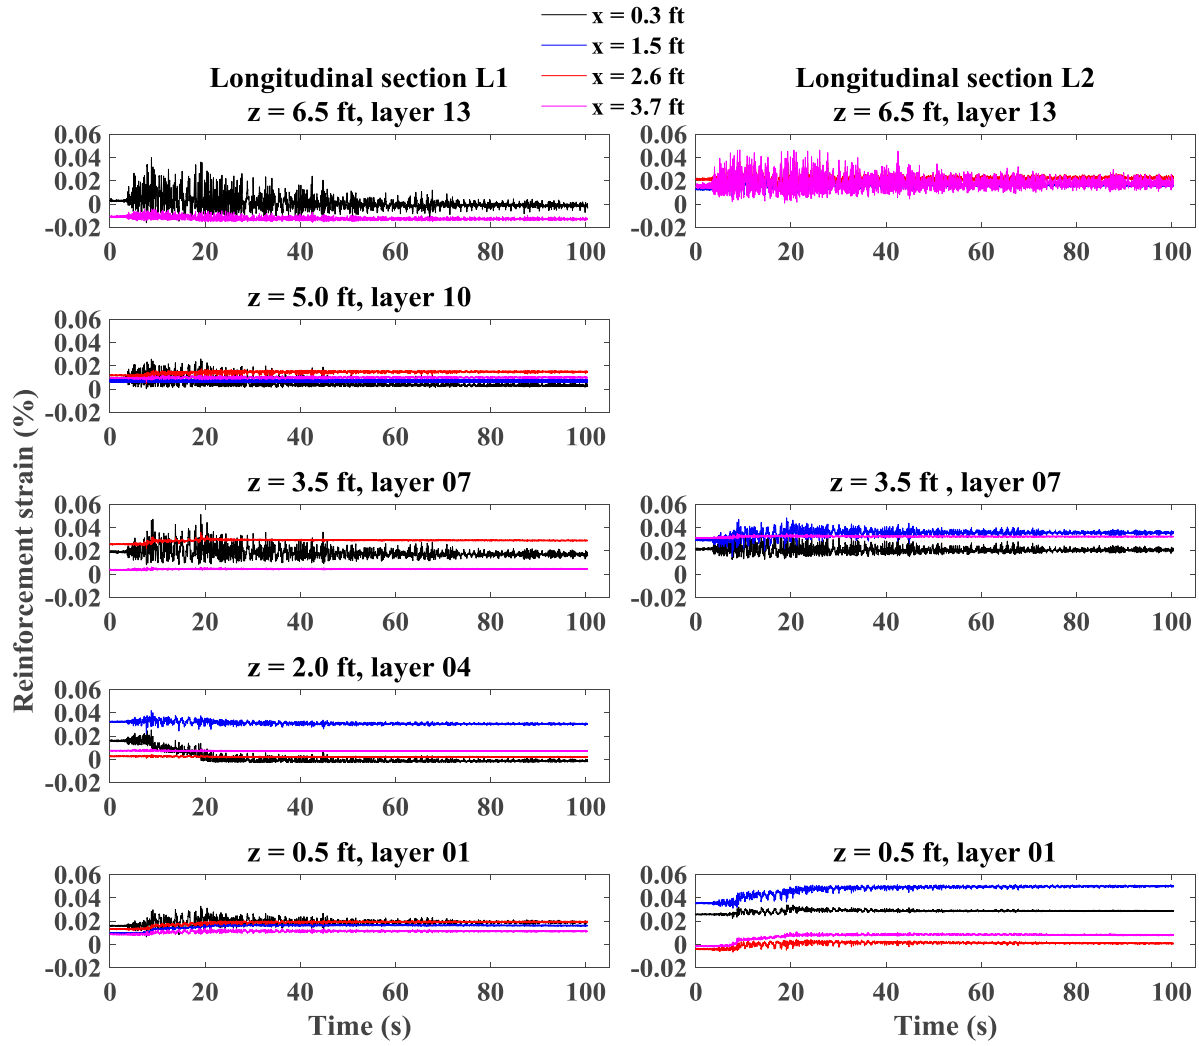 x = 0.3 ft
x = 1.5 ft
x = 2.6 ft
x = 3.7 ft
Longitudinal section L1
z = 6.5 ft, layer 13
0.06
0.04
0.02
0
-0.02
0 20 40 60 80 100
Longitudinal section L2
z = 6.5 ft, layer 13
0.06
0.04
0.02
0
-0.02
0 20 40 60 80 100
z = 5.0 ft, layer 10
0.06
0.04
0.02
0
-0.02
0 20 40 60 80 100
z = 3.5 ft, layer 07
0.06
0.04
0.02
0
-0.02
0 20 40 60 80 100
z = 3.5 ft , layer 07
0.06
0.04
0.02
0
-0.02
0 20 40 60 80 100
z = 2.0 ft, layer 04
0.06
0.04
0.02
0
-0.02
0 20 40 60 80 100
z = 0.5 ft, layer 01
0.06
0.04
0.02
0
-0.02
0 20 40 60 80 100
Time (s)
z = 0.5 ft, layer 01
0.06
0.04
0.02
0
-0.02
0 20 40 60 80 100
Time (s)
Reinforcement strain (%)